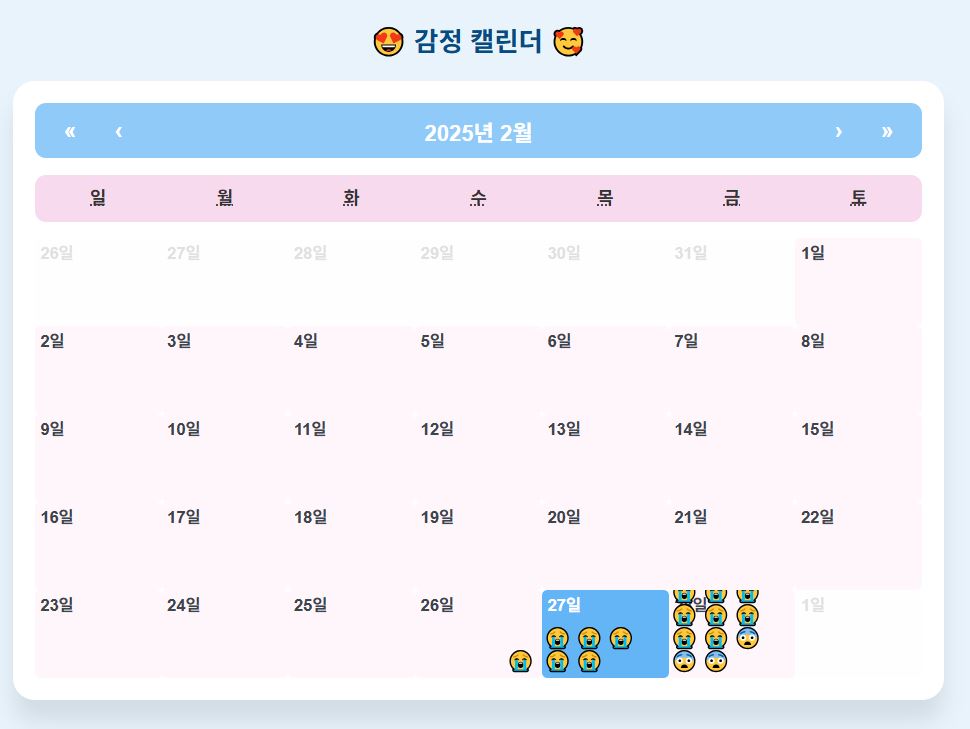 😍 감정 캘린더 🥰
« ‹ 2025년 2월 › »
일 월 화 수 목 금 토
26일 27일 28일 29일 30일 31일 1일
2일 3일 4일 5일 6일 7일 8일
9일 10일 11일 12일 13일 14일 15일
16일 17일 18일 19일 20일 21일 22일
23일 24일 25일 26일 27일 일 1일